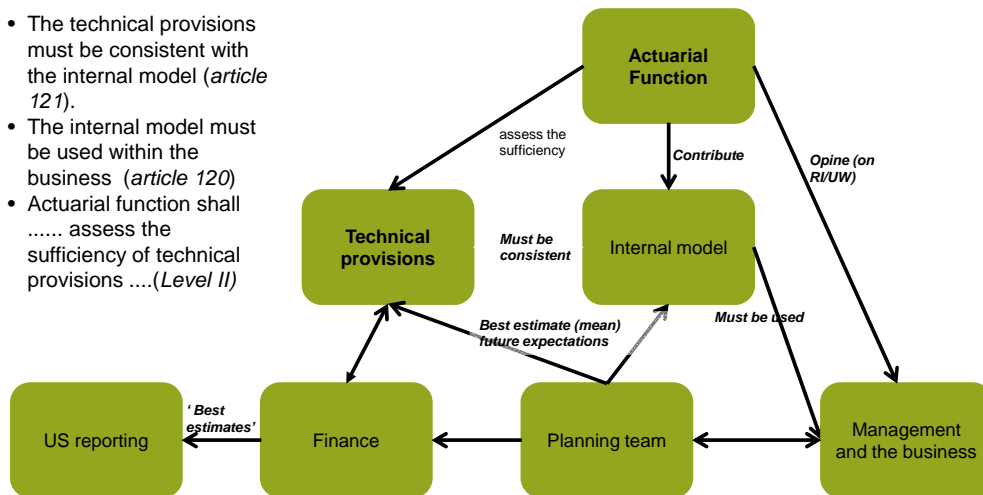 • The technical provisions
must be consistent with
the internal model (article
121).
• The internal model must
be used within the
business (article 120)
• Actuarial function shall
...... assess the
sufficiency of technical
provisions ....(Level II)
Actuarial
Function
assess the
sufficiency
Contribute
Opine (on
RI/UW)
Technical
provisions
Must be
consistent
Internal model
Best estimate (mean)
future expectations
Must be used
US reporting
‘ Best
estimates’
Finance
Planning team
Management
and the business